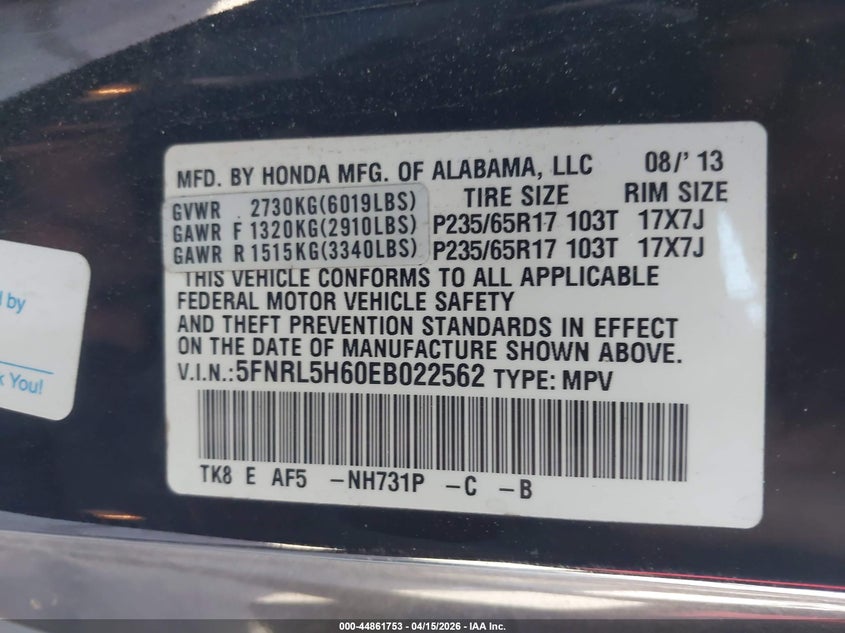 MFD. BY HONDA MFG. OF ALABAMA, LLC 08/'13
TIRE SIZE RIM SIZE
GVWR 2730KG(6019LBS)
GAWR F 1320KG(2910LBS) P235/65R17 103T 17X7J
GAWR R 1515KG(3340LBS) P235/65R17 103T 17X7J
THIS VEHICLE CONFORMS TO ALL APPLICABLE
FEDERAL MOTOR VEHICLE SAFETY
AND THEFT PREVENTION STANDARDS IN EFFECT
ON THE DATE OF MANUFACTURE SHOWN ABOVE.
V.I.N.:5FNRL5H60EB022562 TYPE: MPV
TK8 E AF5 -NH731P -C -B
by
You!
000-44861753 - 04/15/2026 - IAA Inc.